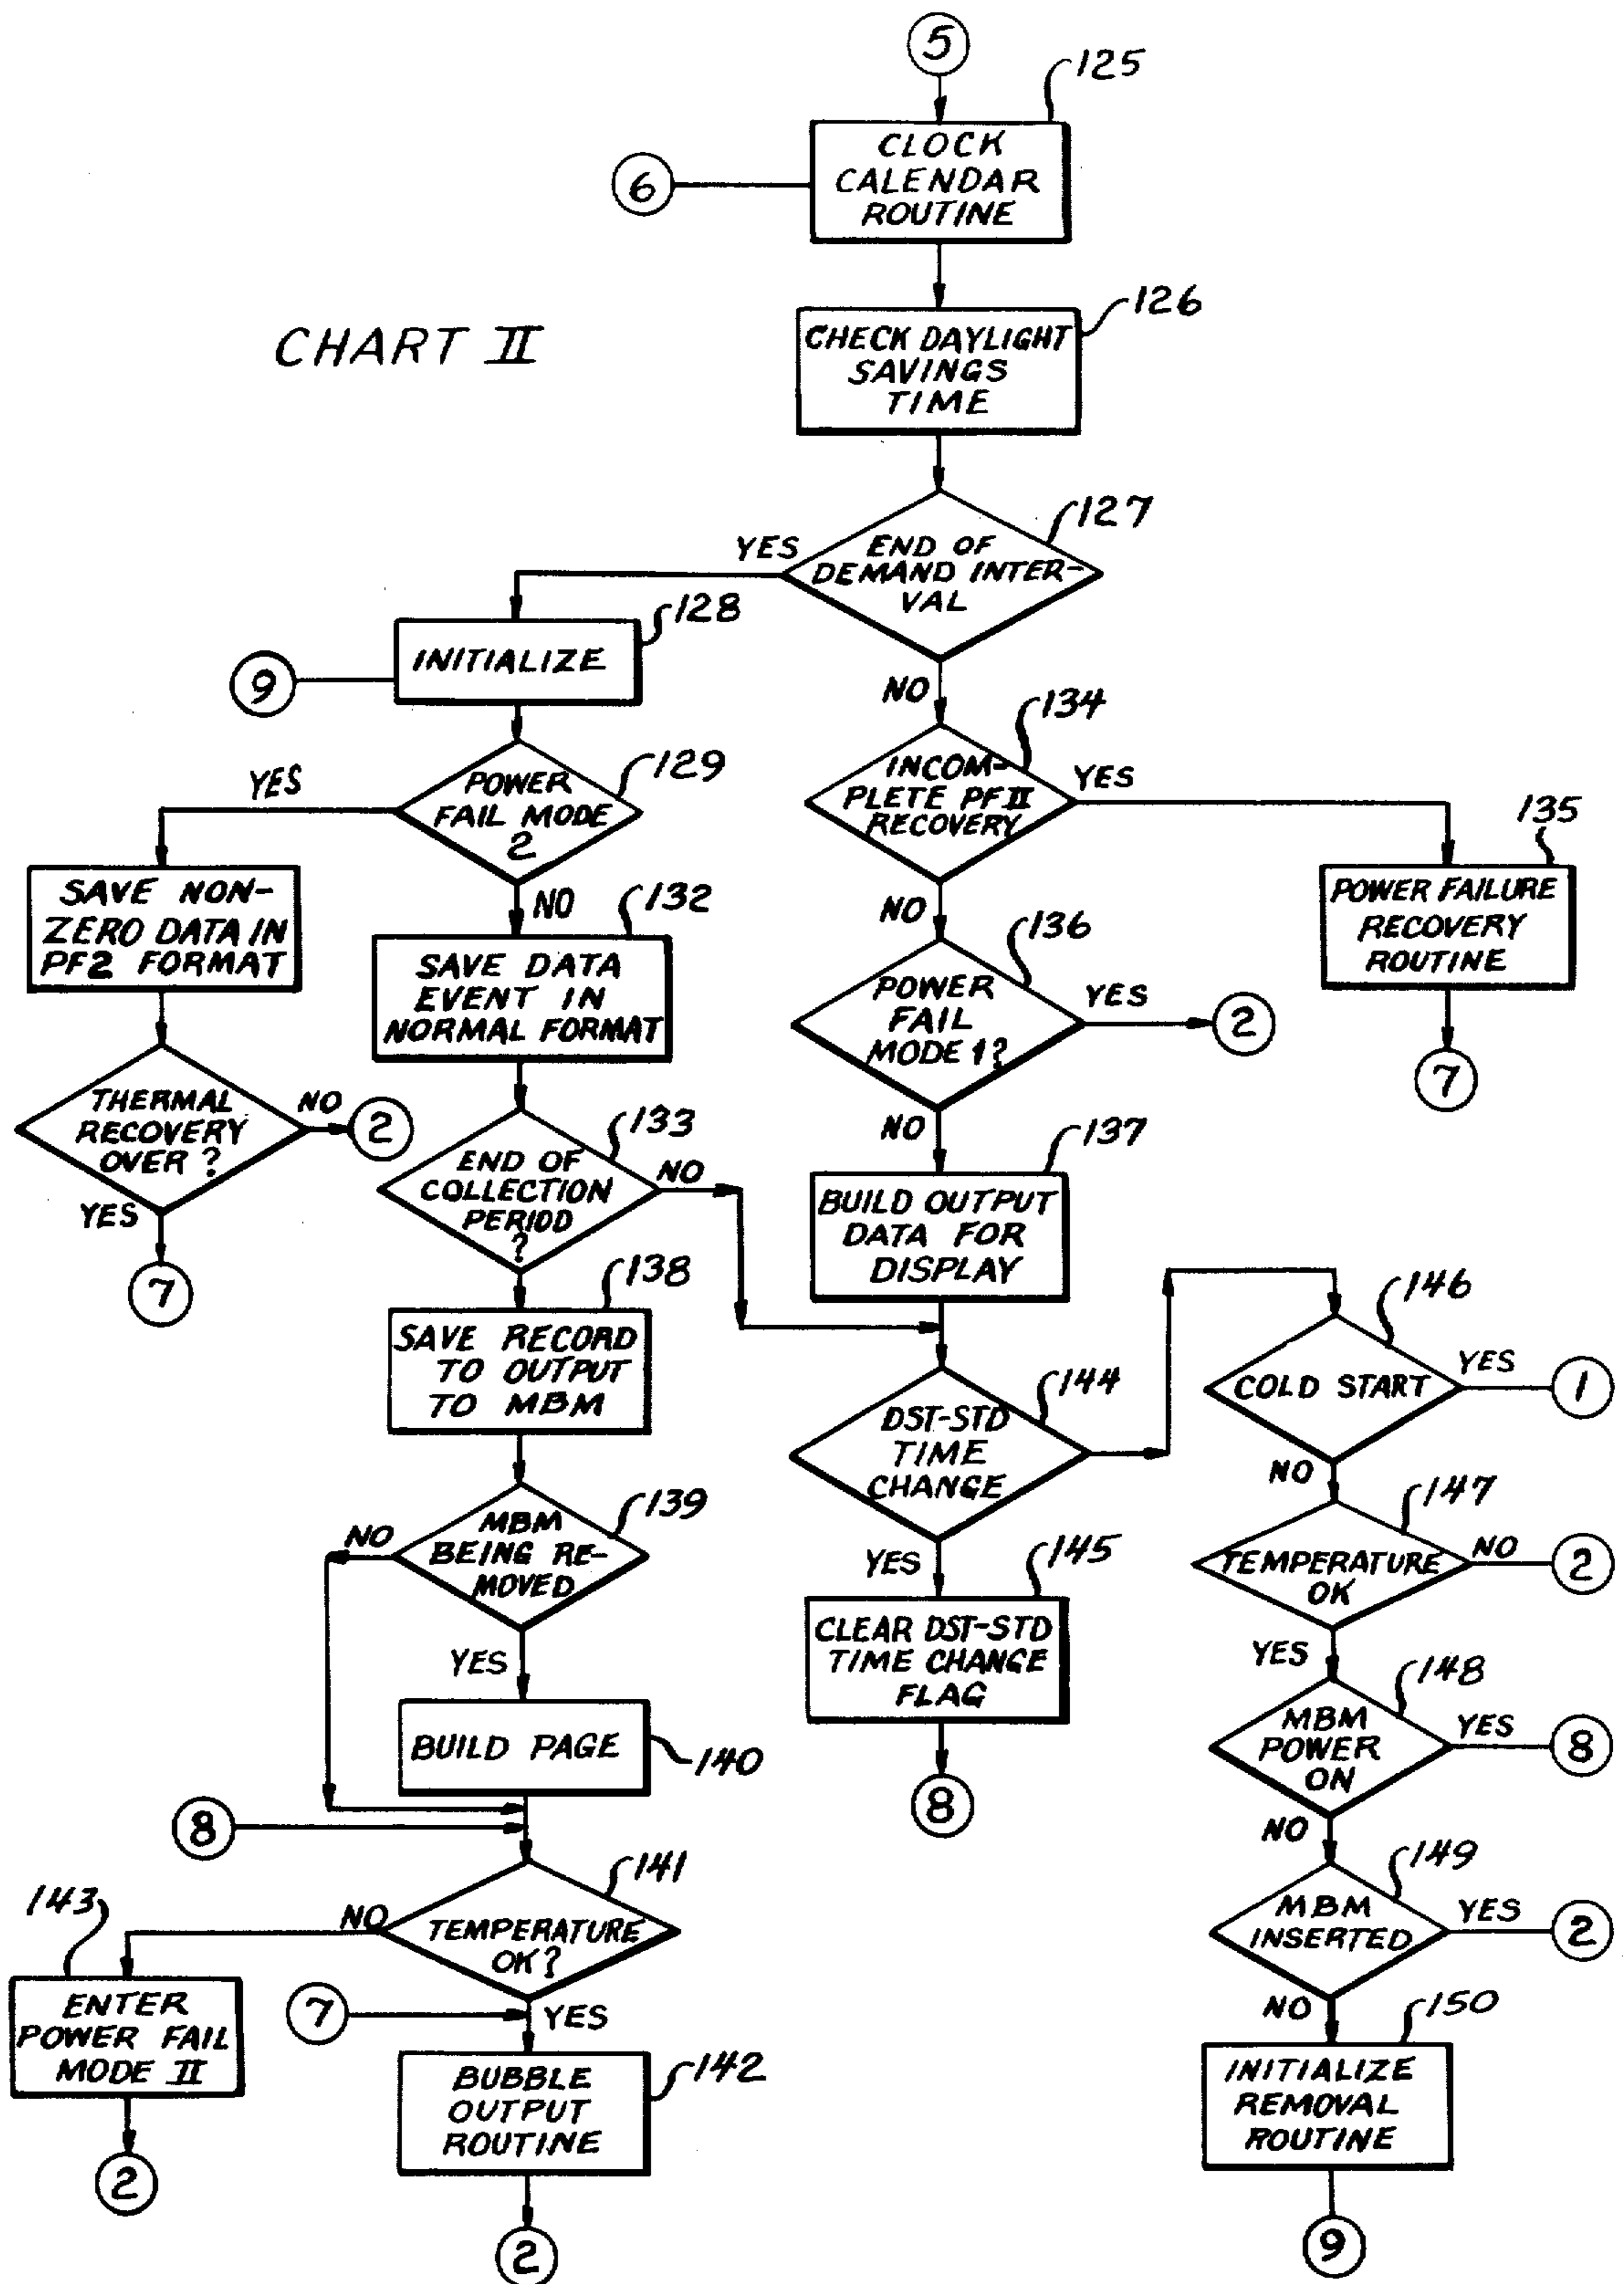 5
125
CLOCK
CALENDAR
ROUTINE
6
CHART II
126
CHECK DAYLIGHT
SAVINGS
TIME
127
END OF
DEMAND INTER-
VAL
YES
NO
128
INITIALIZE
9
129
POWER
FAIL MODE
2
YES
NO
SAVE NON-
ZERO DATA IN
PF2 FORMAT
THERMAL
RECOVERY
OVER ?
NO
2
YES
7
132
SAVE DATA
EVENT IN
NORMAL FORMAT
133
END OF
COLLECTION
PERIOD
?
NO
138
SAVE RECORD
TO OUTPUT
TO MBM
139
MBM
BEING RE-
MOVED
NO
YES
BUILD PAGE
140
8
141
TEMPERATURE
OK?
NO
143
ENTER
POWER FAIL
MODE II
2
7
YES
142
BUBBLE
OUTPUT
ROUTINE
2
134
INCOM-
PLETE PF II
RECOVERY
YES
NO
135
POWER FAILURE
RECOVERY
ROUTINE
7
136
POWER
FAIL
MODE 1?
YES
2
NO
137
BUILD OUTPUT
DATA FOR
DISPLAY
144
DST-STD
TIME
CHANGE
YES
145
CLEAR DST-STD
TIME CHANGE
FLAG
8
146
COLD START
YES
1
NO
147
TEMPERATURE
OK
NO
2
YES
148
MBM
POWER
ON
YES
8
NO
149
MBM
INSERTED
YES
2
NO
150
INITIALIZE
REMOVAL
ROUTINE
9